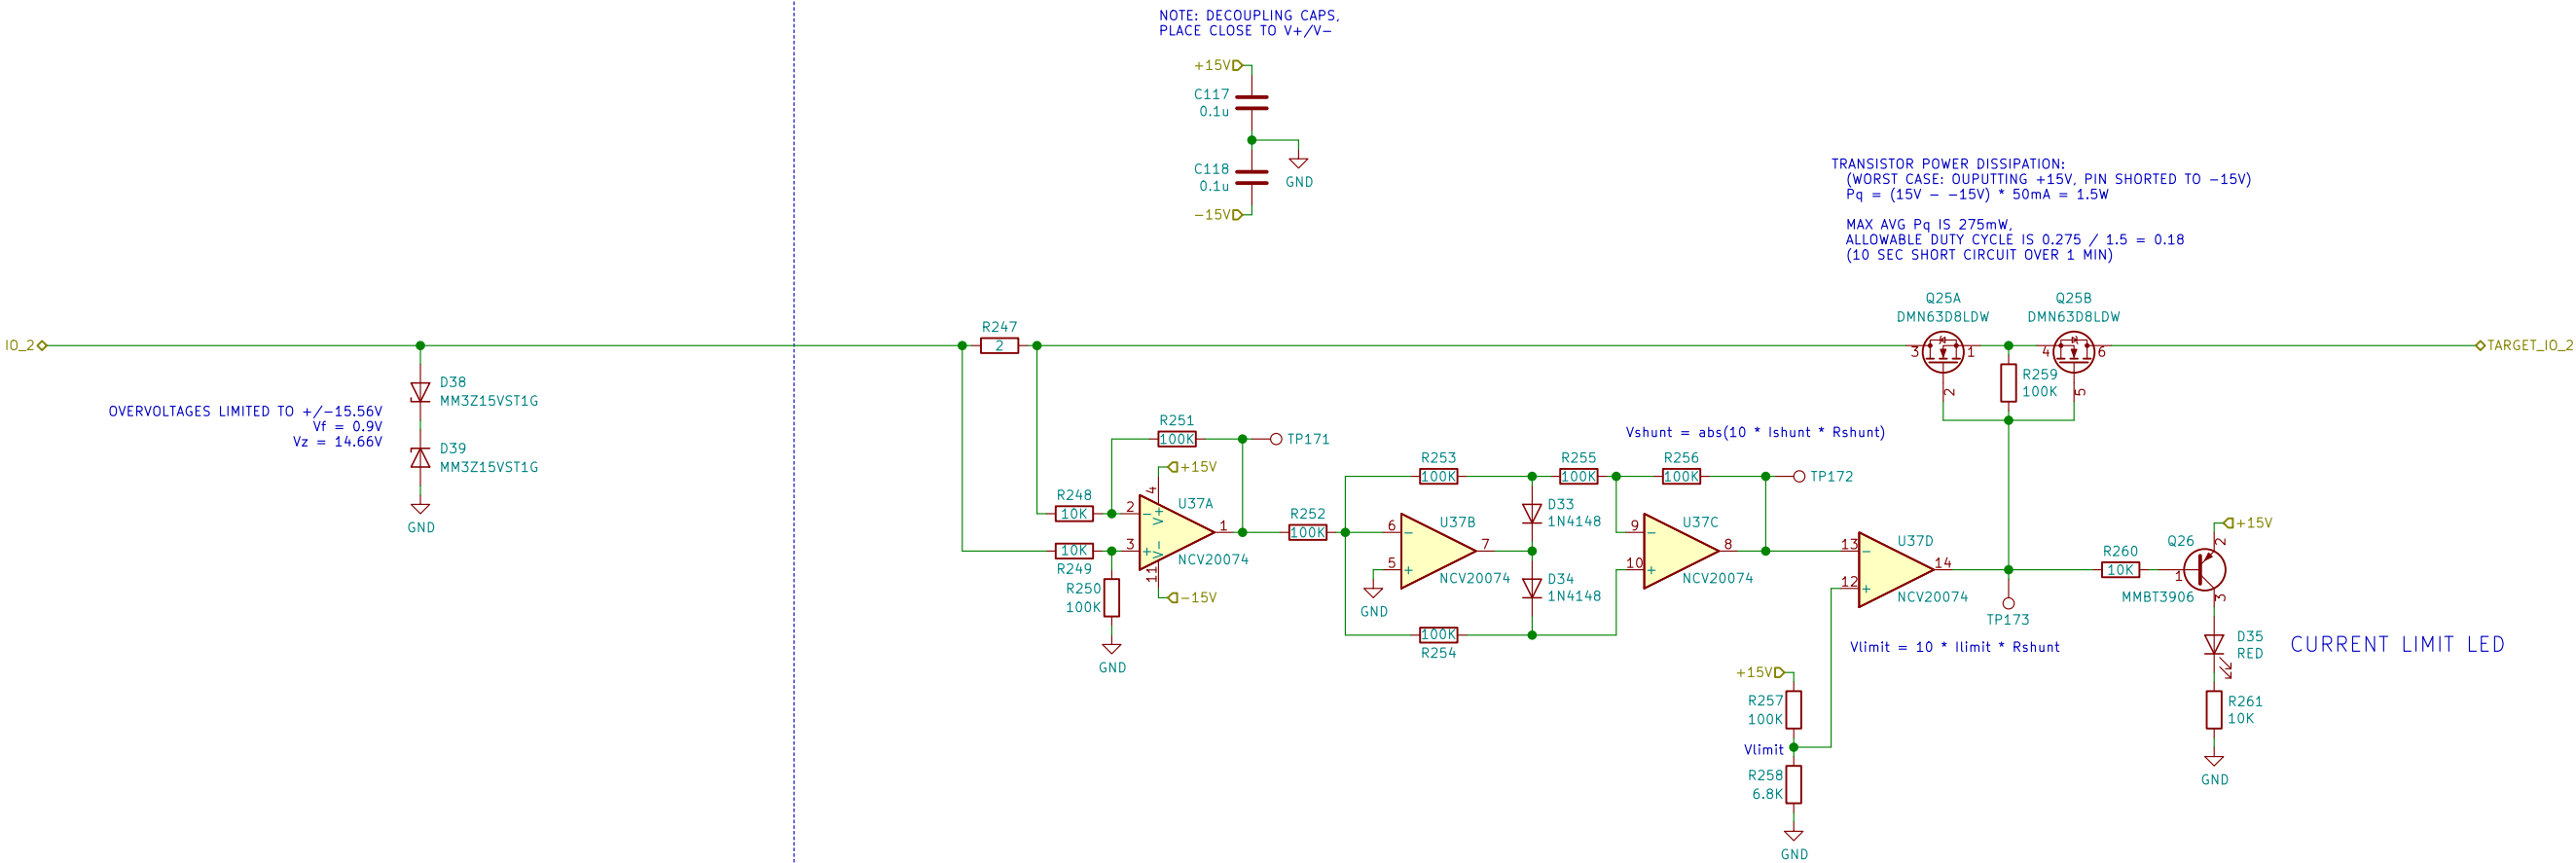 NOTE: DECOUPLING CAPS,
PLACE CLOSE TO V+/V-
+15V
C117
0.1u
C118
0.1u
GND
-15V
TRANSISTOR POWER DISSIPATION:
(WORST CASE: OUPUTTING +15V, PIN SHORTED TO -15V)
Pq = (15V - -15V) * 50mA = 1.5W
MAX AVG Pq IS 275mW,
ALLOWABLE DUTY CYCLE IS 0.275 / 1.5 = 0.18
(10 SEC SHORT CIRCUIT OVER 1 MIN)
IO_2
D38
MM3Z15VST1G
OVERVOLTAGES LIMITED TO +/-15.56V
Vf = 0.9V
Vz = 14.66V
D39
MM3Z15VST1G
GND
R247
2
Q25A
DMN63D8LDW
3
1
2
Q25B
DMN63D8LDW
4
6
5
TARGET_IO_2
R259
100K
R251
100K
TP171
+15V
R248
10K
2
4
V+
U37A
1
10K
R249
3
V-
11
NCV20074
R250
100K
-15V
GND
R252
100K
R253
100K
6
U37B
7
5
NCV20074
GND
D33
1N4148
D34
1N4148
100K
R254
Vshunt = abs(10 * Ishunt * Rshunt)
R255
100K
R256
100K
TP172
9
U37C
8
10
NCV20074
13
U37D
14
12
NCV20074
TP173
Vlimit = 10 * Ilimit * Rshunt
+15V
R257
100K
Vlimit
R258
6.8K
GND
R260
10K
+15V
Q26
2
1
MMBT3906
3
D35
RED
CURRENT LIMIT LED
R261
10K
GND